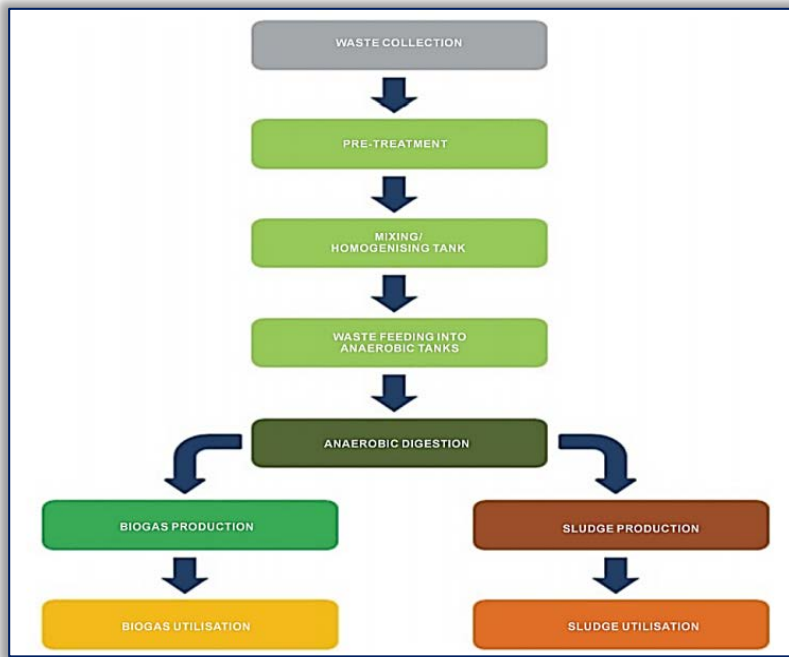 WASTE COLLECTION
PRE-TREATMENT
MIXING/
HOMOGENISING TANK
WASTE FEEDING INTO
ANAEROBIC TANKS
ANAEROBIC DIGESTION
BIOGAS PRODUCTION
SLUDGE PRODUCTION
BIOGAS UTILISATION
SLUDGE UTILISATION